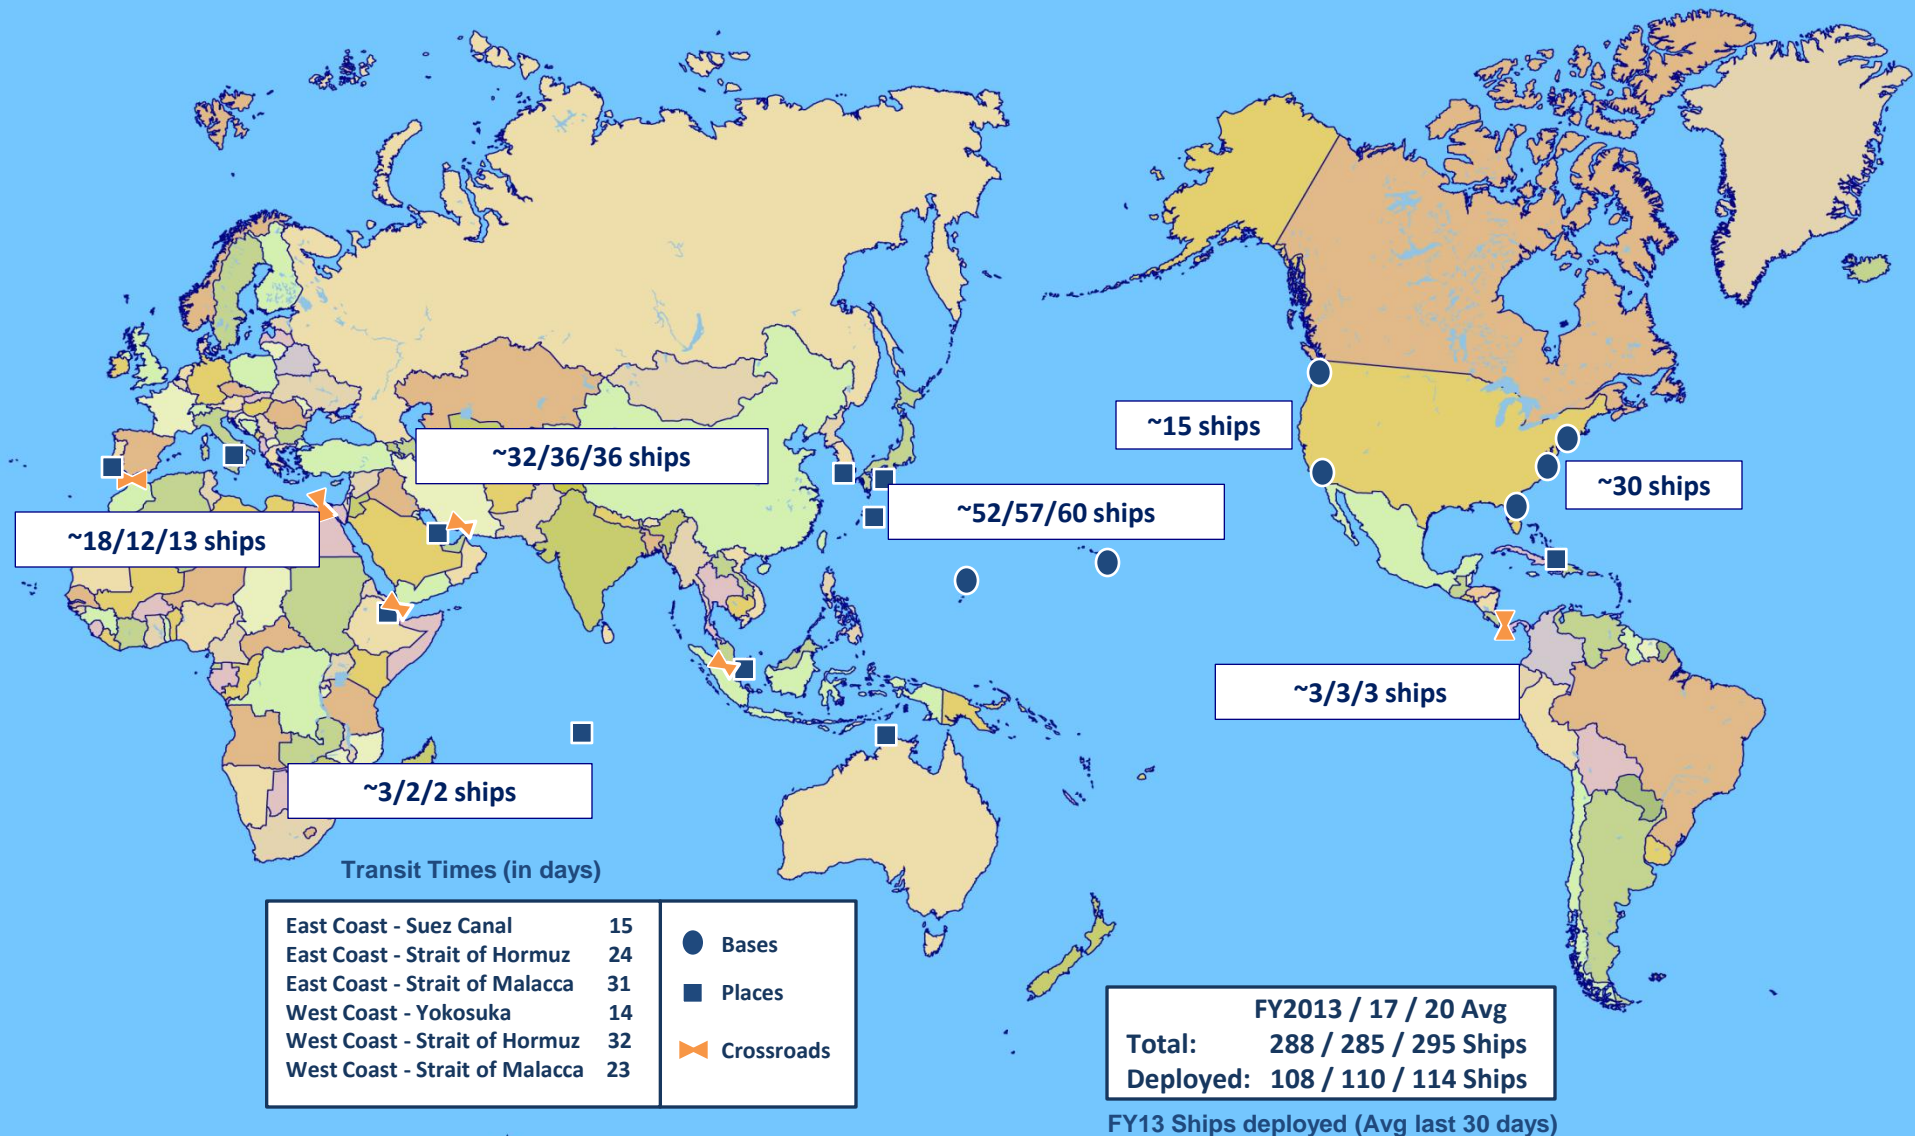 ~15 ships
~32/36/36 ships
~30 ships
~52/57/60 ships
~18/12/13 ships
~3/3/3 ships
~3/2/2 ships
Transit Times (in days)
East Coast - Suez Canal 15
East Coast - Strait of Hormuz 24
East Coast - Strait of Malacca 31
West Coast - Yokosuka 14
West Coast - Strait of Hormuz 32
West Coast - Strait of Malacca 23
Bases
Places
Crossroads
FY2013 / 17 / 20 Avg
Total: 288 / 285 / 295 Ships
Deployed: 108 / 110 / 114 Ships
FY13 Ships deployed (Avg last 30 days)